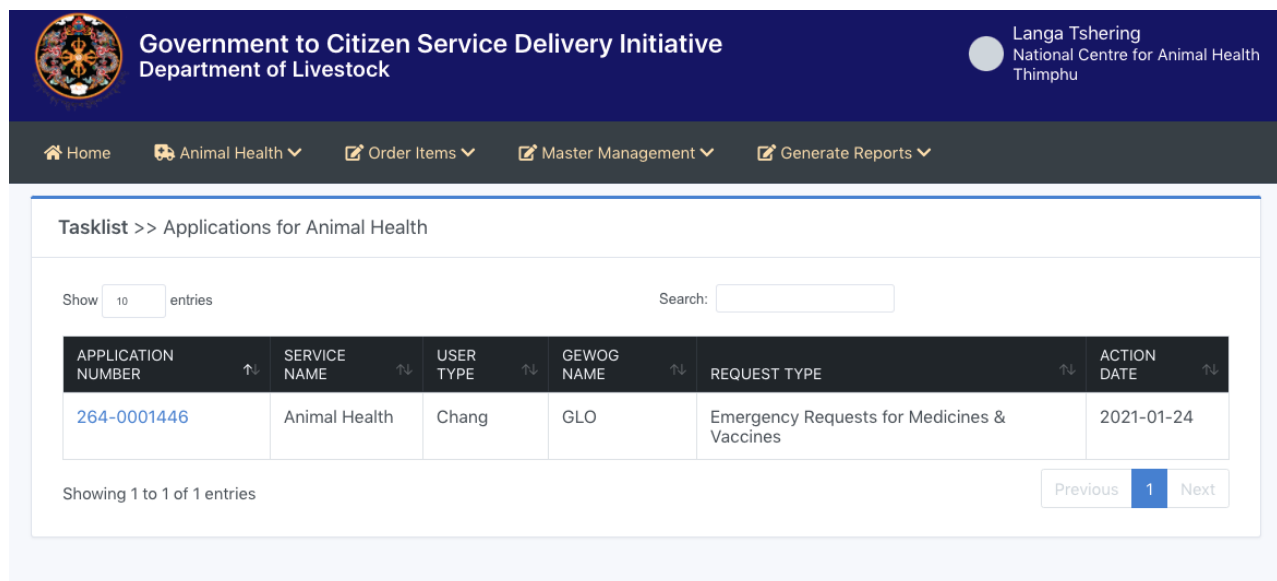 Government to Citizen Service Delivery Initiative
Department of Livestock
Langa Tshering
National Centre for Animal Health
Thimphu
Home Animal Health Order Items Master Management Generate Reports
Tasklist >> Applications for Animal Health
Show 10 entries Search:
APPLICATION NUMBER SERVICE NAME USER TYPE GEWOG NAME REQUEST TYPE ACTION DATE
264-0001446 Animal Health Chang GLO Emergency Requests for Medicines &
Vaccines 2021-01-24
Showing 1 to 1 of 1 entries
Previous 1 Next